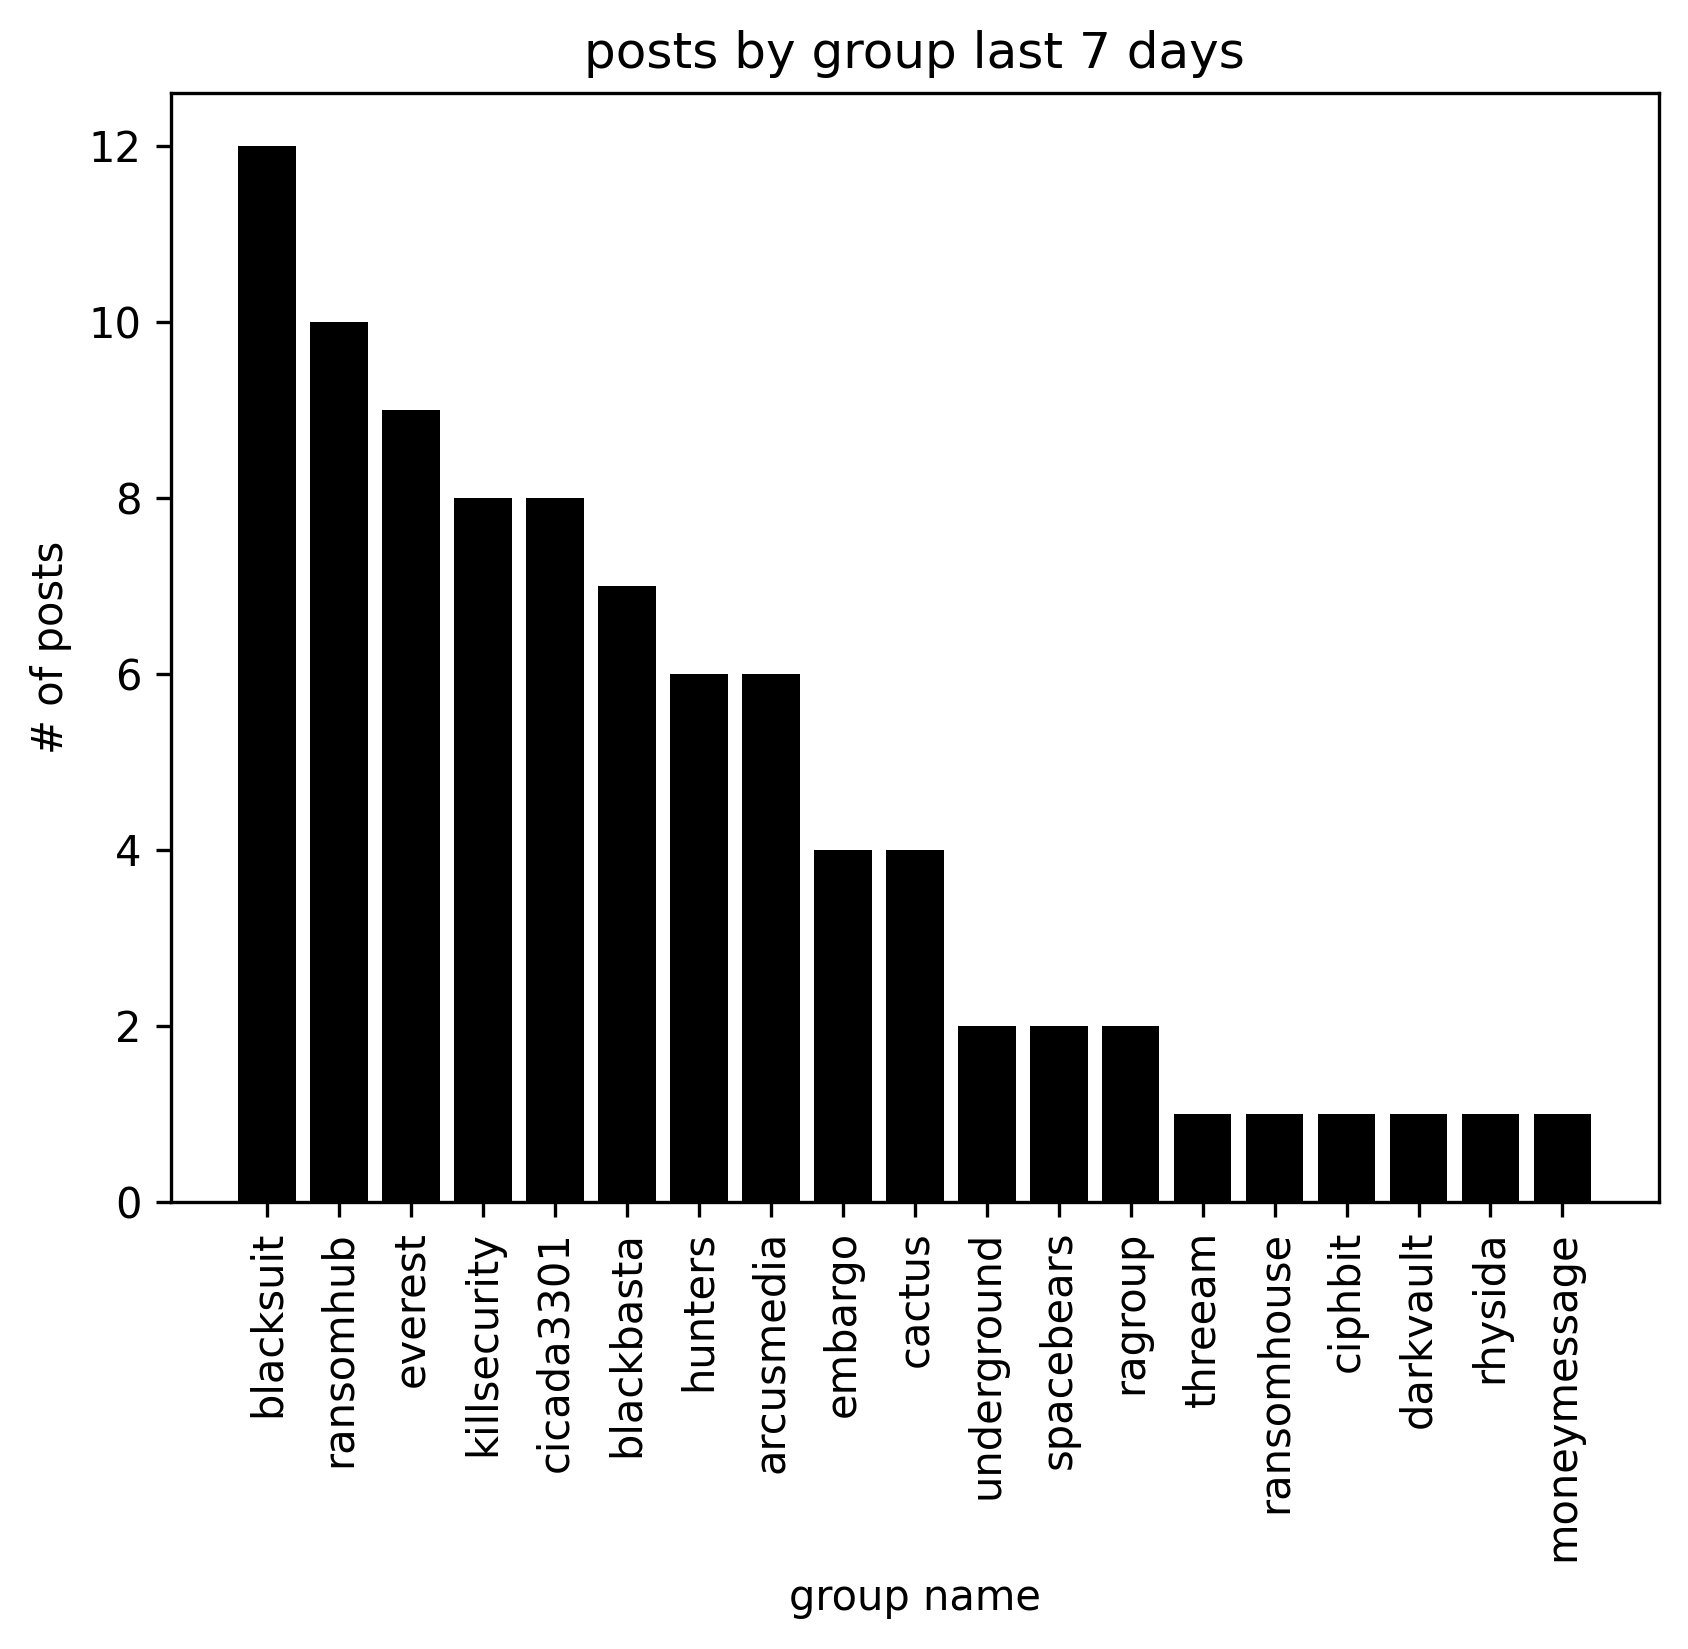 posts by group last 7 days
12
10
8
6
4
2
0
# of posts
blacksuit
ransomhub
everest
killsecurity
cicada3301
blackbasta
hunters
arcusmedia
embargo
cactus
underground
spacebears
ragroup
threeam
ransomhouse
ciphbit
darkvault
rhysida
moneymessage
group name